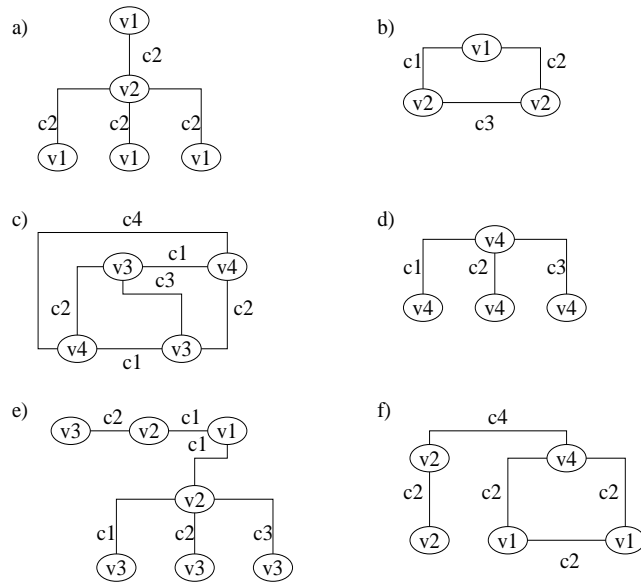 a)
v1
c2
v2
c2 c2 c2
v1 v1 v1
b)
v1
c1 c2
v2 v2
c3
c)
c4
v3 c1 v4
c3
c2 c2
v4 c1 v3
d)
v4
c1 c2 c3
v4 v4 v4
e)
v3 c2 v2 c1 v1
c1
v2
c1 c2 c3
v3 v3 v3
f)
c4
v2 v4
c2 c2 c2
v2 v1 v1
c2